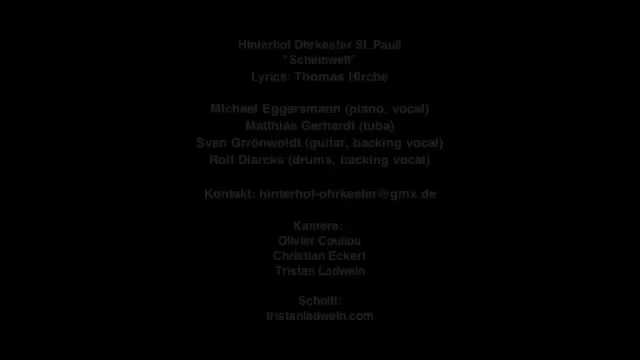 Hinterhof Ohrkester St.Pauli
"Scheinwelt"
Lyrics: Thomas Hirche
Michael Eggersmann (piano, vocal)
Matthias Gerhardt (tuba)
Sven Grrönwoldt (guitar, backing vocal)
Rolf Diercks (drums, backing vocal)
Kontakt: hinterhof-ohrkester@gmx.de
Kamera:
Olivier Couliou
Christian Eckert
Tristan Ladwein
Schnitt:
tristanladwein.com